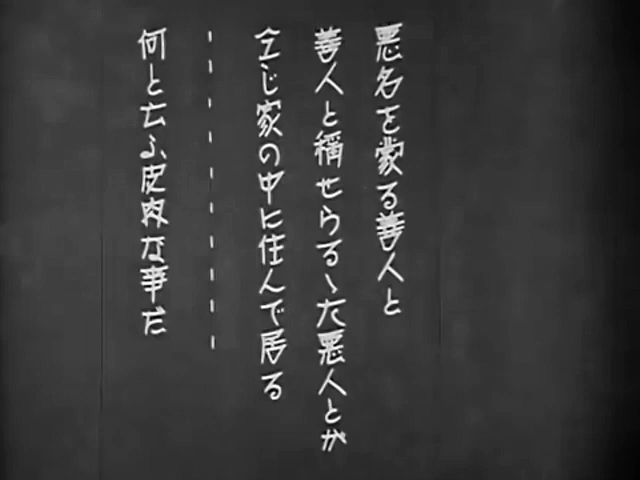 悪名を蒙る善人と
善人と稱せらるゝ大悪人とが
仝じ家の中に住んで居る
‥‥‥‥‥
何と云ふ皮肉な事だ